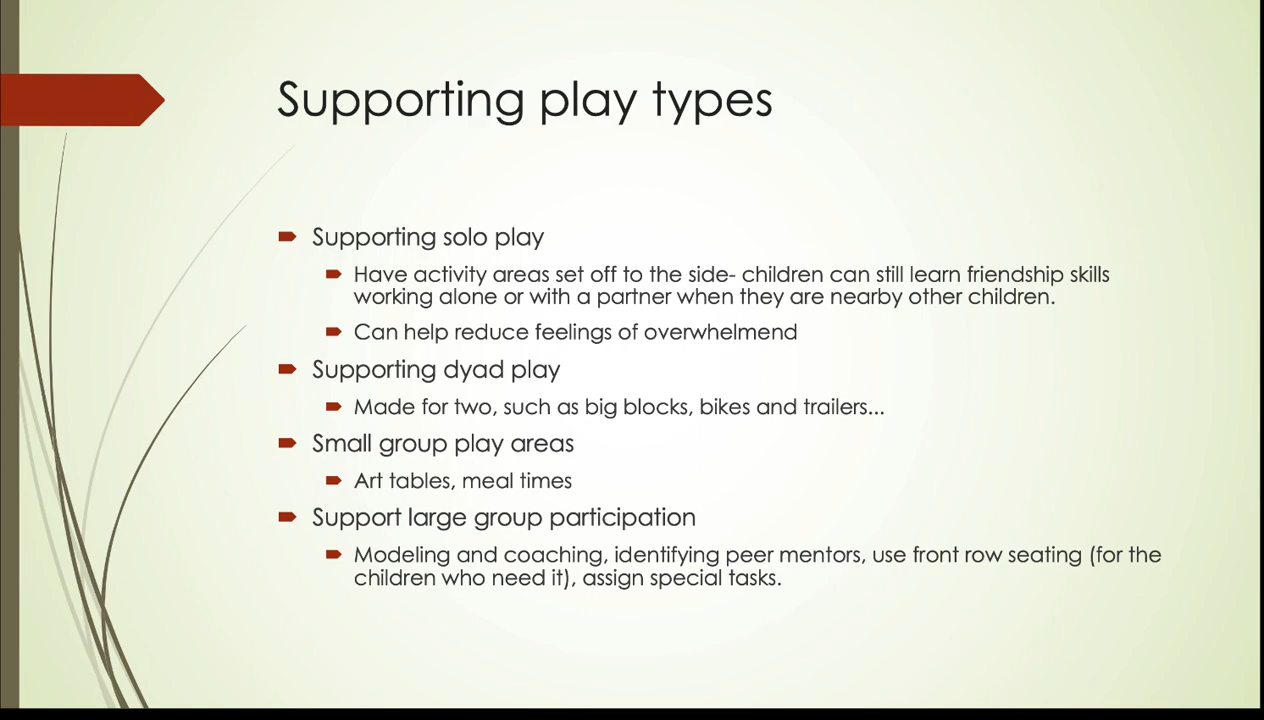 Supporting play types
Supporting solo play
Have activity areas set off to the side- children can still learn friendship skills
working alone or with a partner when they are nearby other children.
Can help reduce feelings of overwhelmend
Supporting dyad play
Made for two, such as big blocks, bikes and trailers...
Small group play areas
Art tables, meal times
Support large group participation
Modeling and coaching, identifying peer mentors, use front row seating (for the
children who need it), assign special tasks.